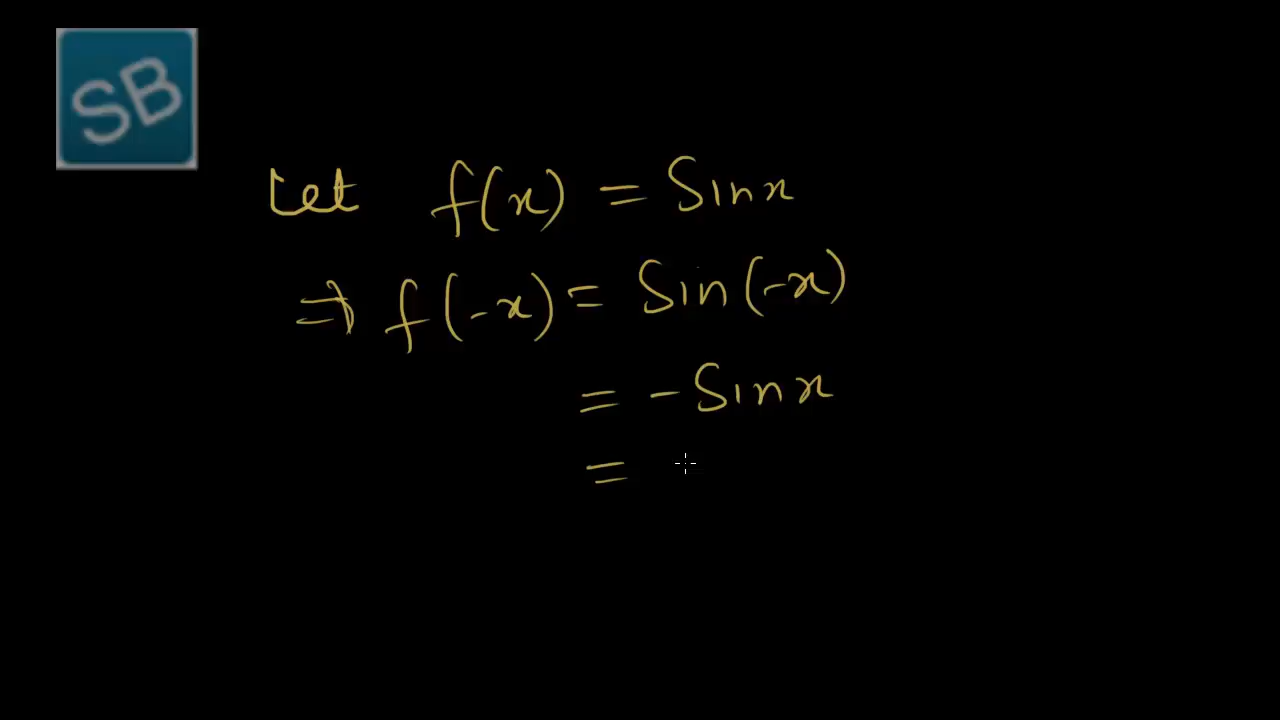 SB
Let f(x) = Sinx
⇒ f(-x) = Sin(-x)
= -Sinx
=